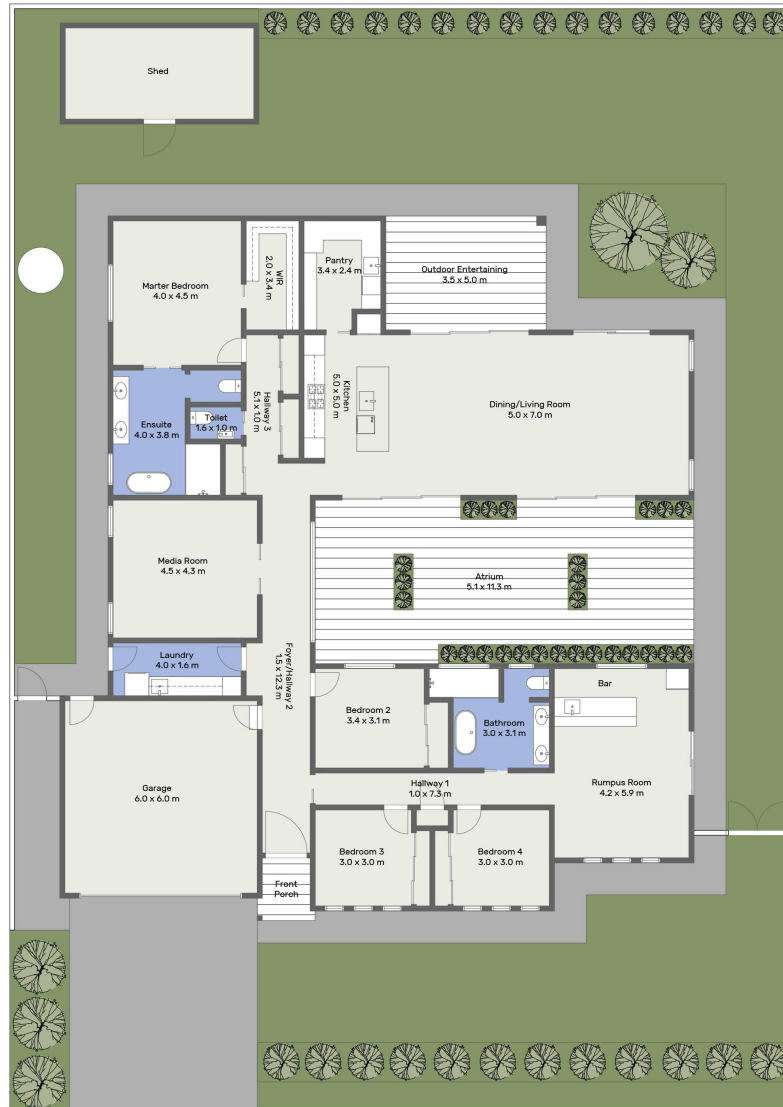 Shed
Marter Bedroom
4.0 x 4.5 m
WIR
2.0 x 3.4 m
Pantry
3.4 x 2.4 m
Outdoor Entertaining
3.5 x 5.0 m
Ensuite
4.0 x 3.8 m
Toilet
1.6 x 1.0 m
Hallway 3
5.1 x 1.0 m
Kitchen
5.0 x 5.0 m
Dining/Living Room
5.0 x 7.0 m
Media Room
4.5 x 4.3 m
Atrium
5.1 x 11.3 m
Laundry
4.0 x 1.6 m
Foyer/Hallway 2
1.5 x 12.3 m
Bedroom 2
3.4 x 3.1 m
Bathroom
3.0 x 3.1 m
Bar
Garage
6.0 x 6.0 m
Hallway 1
1.0 x 7.3 m
Rumpus Room
4.2 x 5.9 m
Front
Porch
Bedroom 3
3.0 x 3.0 m
Bedroom 4
3.0 x 3.0 m